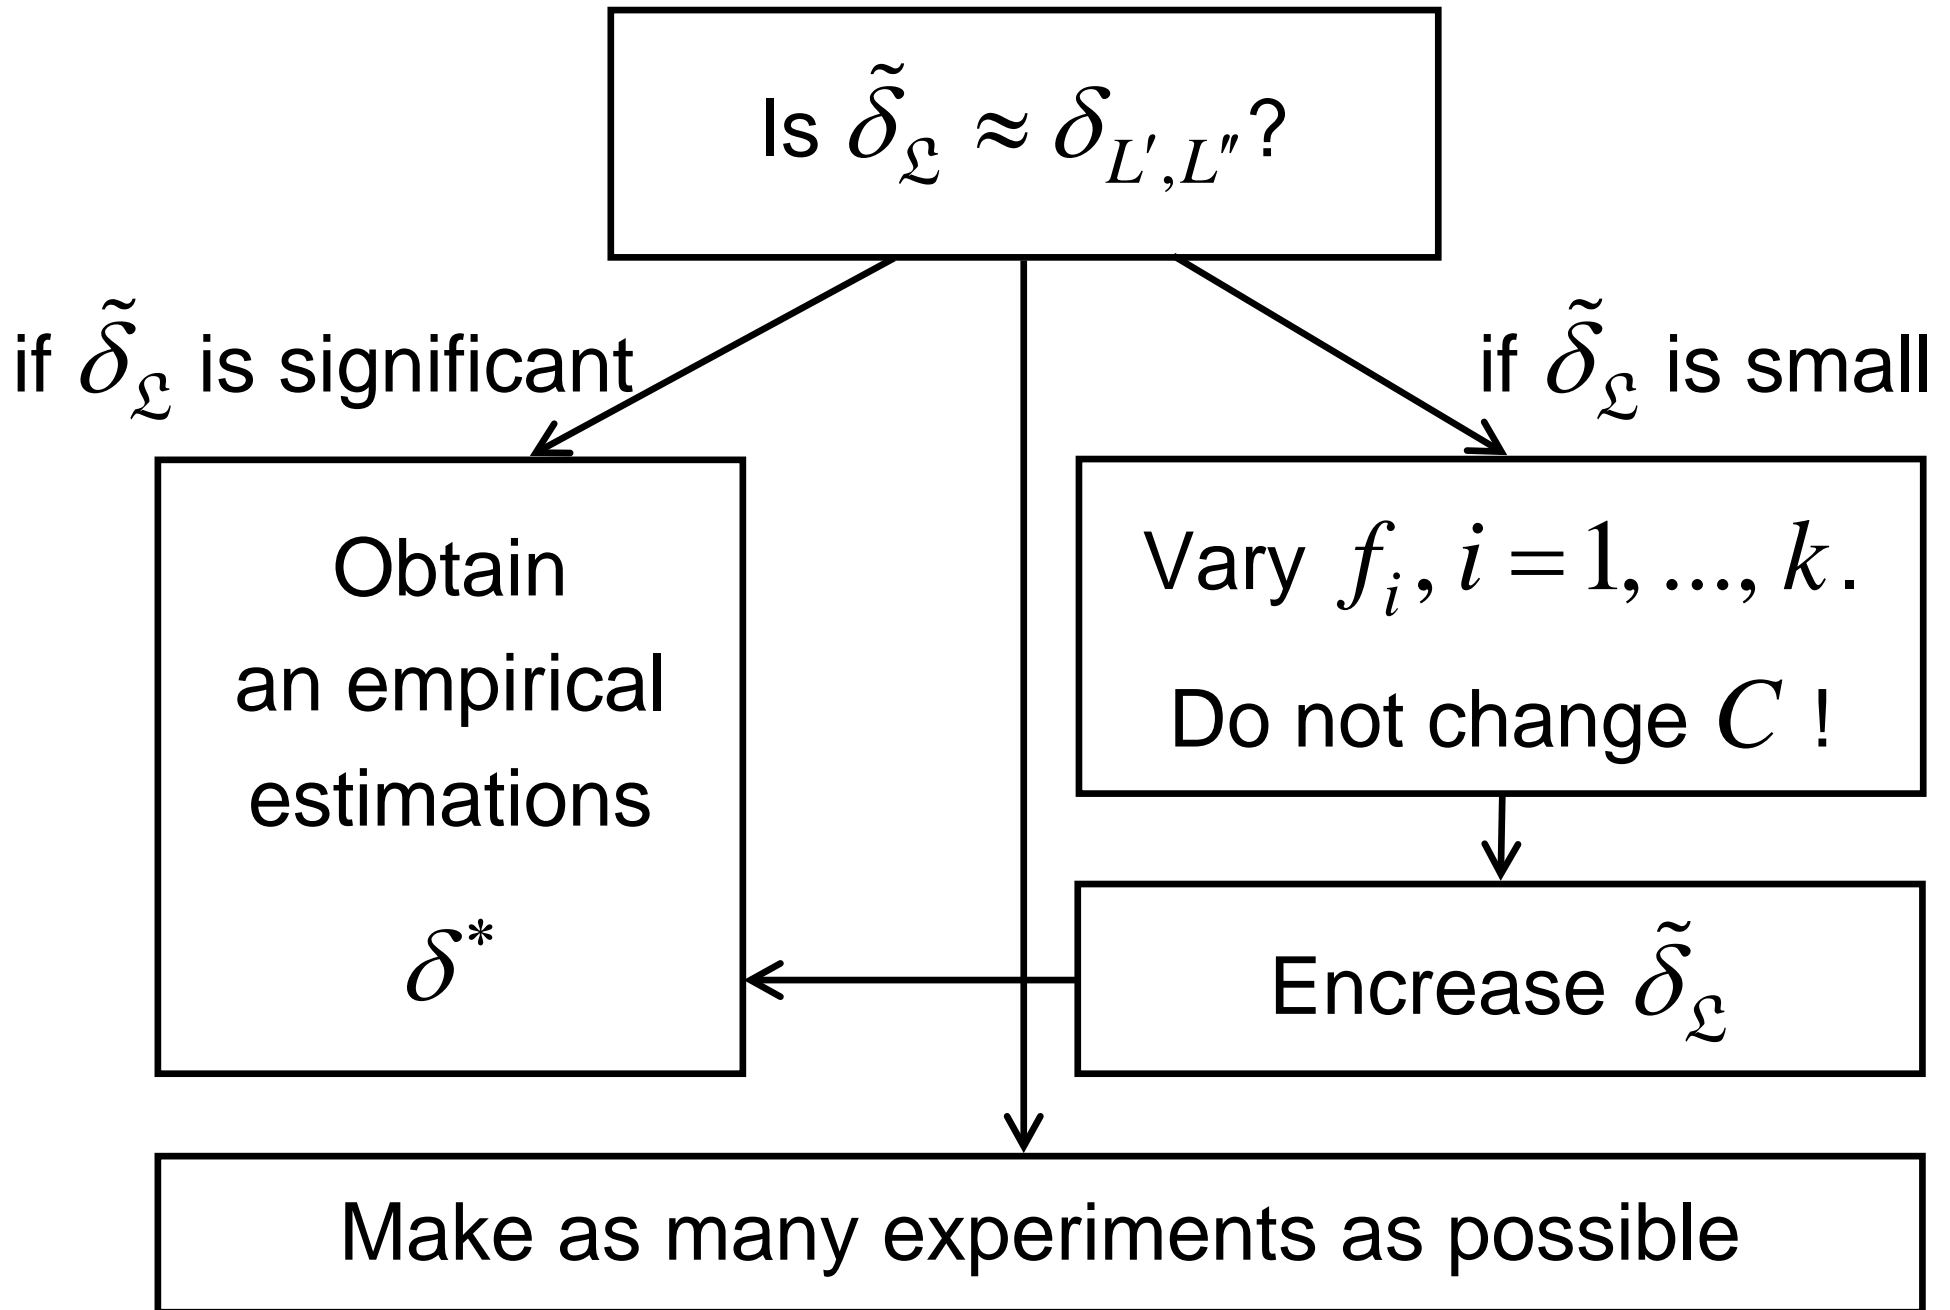 Is δ̃_𝔏 ≈ δ_{L′,L″}?
if δ̃_𝔏 is significant
if δ̃_𝔏 is small
Obtain
an empirical
estimations
δ*
Vary f_i, i = 1, ..., k.
Do not change C !
Encrease δ̃_𝔏
Make as many experiments as possible